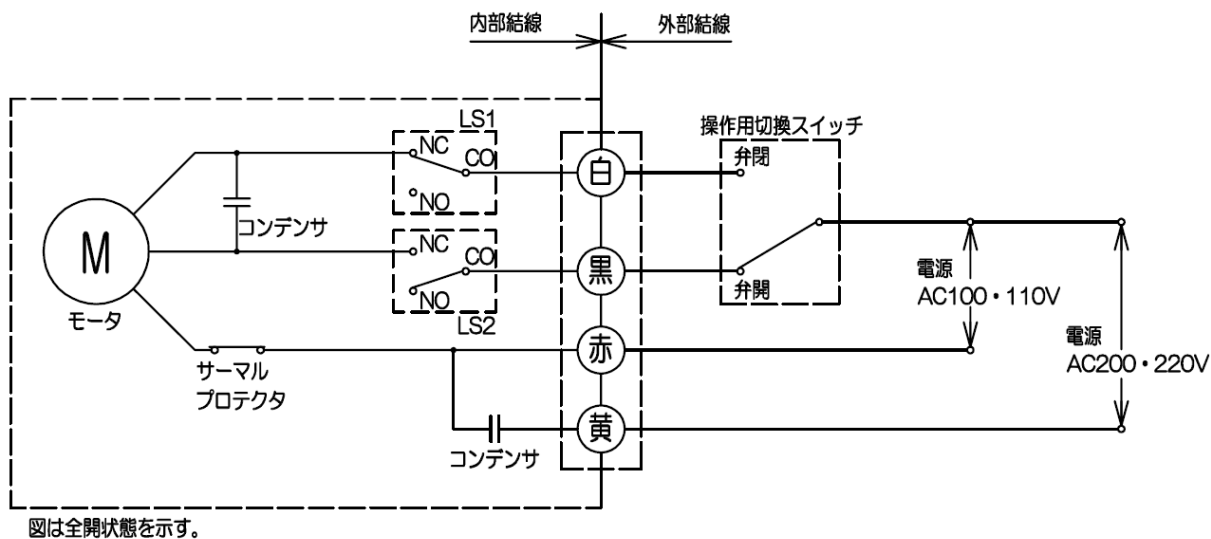 内部結線
外部結線
LS1
NC
CO
NO
白
操作用切換スイッチ
弁閉
コンデンサ
M
モータ
NC
CO
NO
LS2
黒
弁開
電源
AC100・110V
電源
AC200・220V
サーマル
プロテクタ
赤
コンデンサ
黄
図は全開状態を示す。